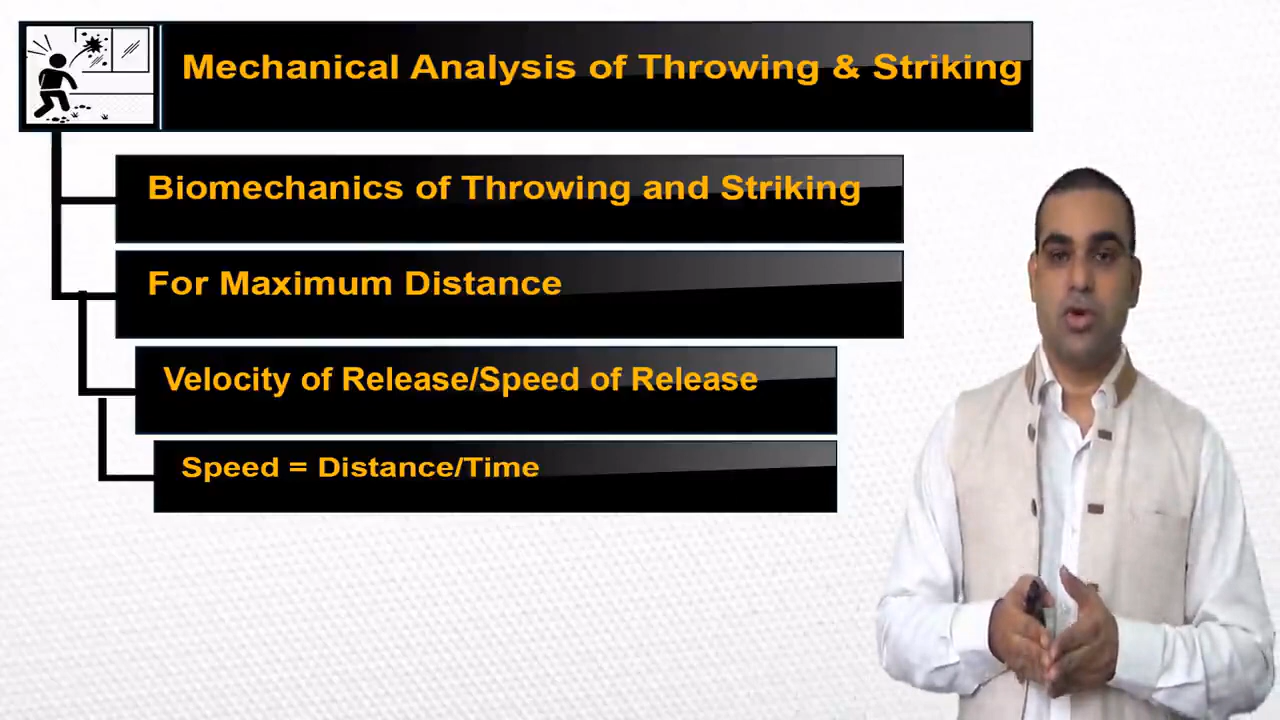 Mechanical Analysis of Throwing & Striking
Biomechanics of Throwing and Striking
For Maximum Distance
Velocity of Release/Speed of Release
Speed = Distance/Time